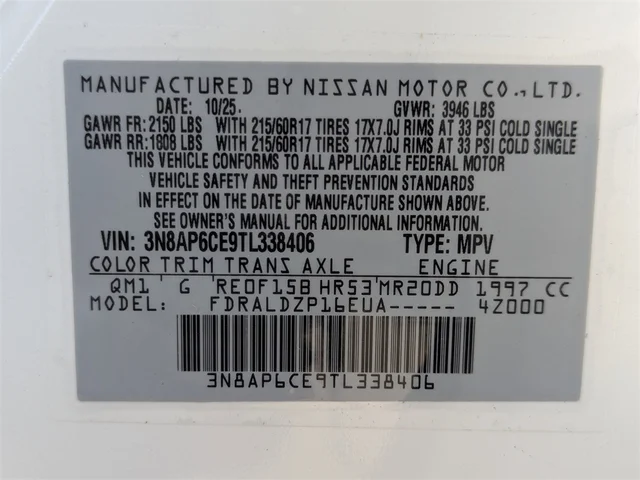 MANUFACTURED BY NISSAN MOTOR CO., LTD.
DATE: 10/25. GVWR: 3946 LBS
GAWR FR: 2150 LBS WITH 215/60R17 TIRES 17X7.0J RIMS AT 33 PSI COLD SINGLE
GAWR RR: 1808 LBS WITH 215/60R17 TIRES 17X7.0J RIMS AT 33 PSI COLD SINGLE
THIS VEHICLE CONFORMS TO ALL APPLICABLE FEDERAL MOTOR
VEHICLE SAFETY AND THEFT PREVENTION STANDARDS
IN EFFECT ON THE DATE OF MANUFACTURE SHOWN ABOVE.
SEE OWNER'S MANUAL FOR ADDITIONAL INFORMATION.
VIN: 3N8AP6CE9TL338406 TYPE: MPV
COLOR TRIM TRANS AXLE ENGINE
QM1 G RE0F15B HR53 MR20DD 1997 CC
MODEL: FDRALDZP16EUA----- 4Z000
3N8AP6CE9TL338406